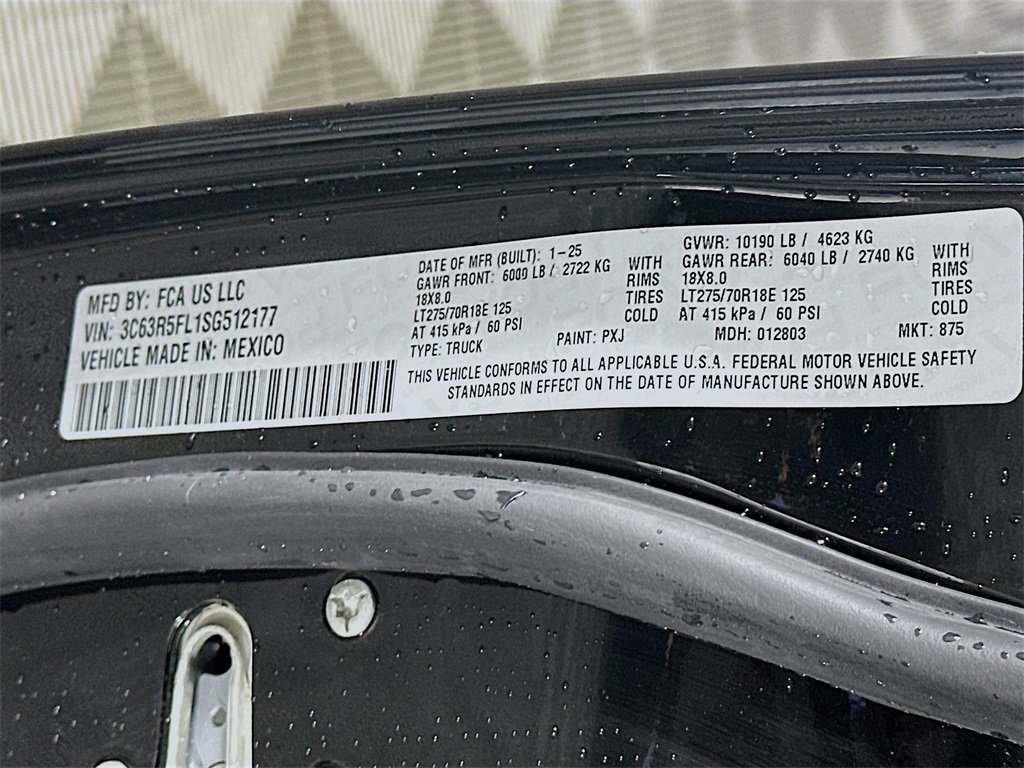 MFD BY: FCA US LLC
VIN: 3C63R5FL1SG512177
VEHICLE MADE IN: MEXICO
DATE OF MFR (BUILT): 1-25
GAWR FRONT: 6000 LB / 2722 KG
18X8.0
LT275/70R18E 125
AT 415 kPa / 60 PSI
WITH
RIMS
TIRES
COLD
TYPE: TRUCK
PAINT: PXJ
GVWR: 10190 LB / 4623 KG
GAWR REAR: 6040 LB / 2740 KG
18X8.0
LT275/70R18E 125
AT 415 kPa / 60 PSI
WITH
RIMS
TIRES
COLD
MDH: 012803
MKT: 875
THIS VEHICLE CONFORMS TO ALL APPLICABLE U.S.A. FEDERAL MOTOR VEHICLE SAFETY
STANDARDS IN EFFECT ON THE DATE OF MANUFACTURE SHOWN ABOVE.